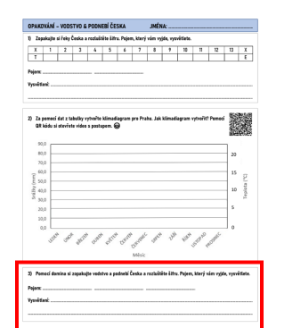 OPAKOVÁNÍ – VODSTVO & PODNEBÍ ČESKA JMÉNA:
1) Zopakujte si řeky Česka a rozluštěte šifru. Pojem, který vám vyjde, vysvětlete.
X 1 2 3 4 5 6 7 8 9 10 11 12 13 X
T E
Pojem:
Vysvětlení:
2) Za pomoci dat z tabulky vytvořte klimadiagram pro Prahu. Jak klimadiagram vytvořit? Pomocí
QR kódu si otevřete video s postupem. 😀
90,0
80,0
70,0
60,0
50,0
40,0
30,0
20,0
10,0
0,0
Srážky (mm)
20
15
10
5
0
Teplota (°C)
LEDEN
ÚNOR
BŘEZEN
DUBEN
KVĚTEN
ČERVEN
ČERVENEC
SRPEN
ZÁŘÍ
ŘÍJEN
LISTOPAD
PROSINEC
Měsíc
3) Pomocí domina si zopakujte vodstvo a podnebí Česka a rozluštěte šifru. Pojem, který vám vyjde, vysvětlete.
Pojem:
Vysvětlení: